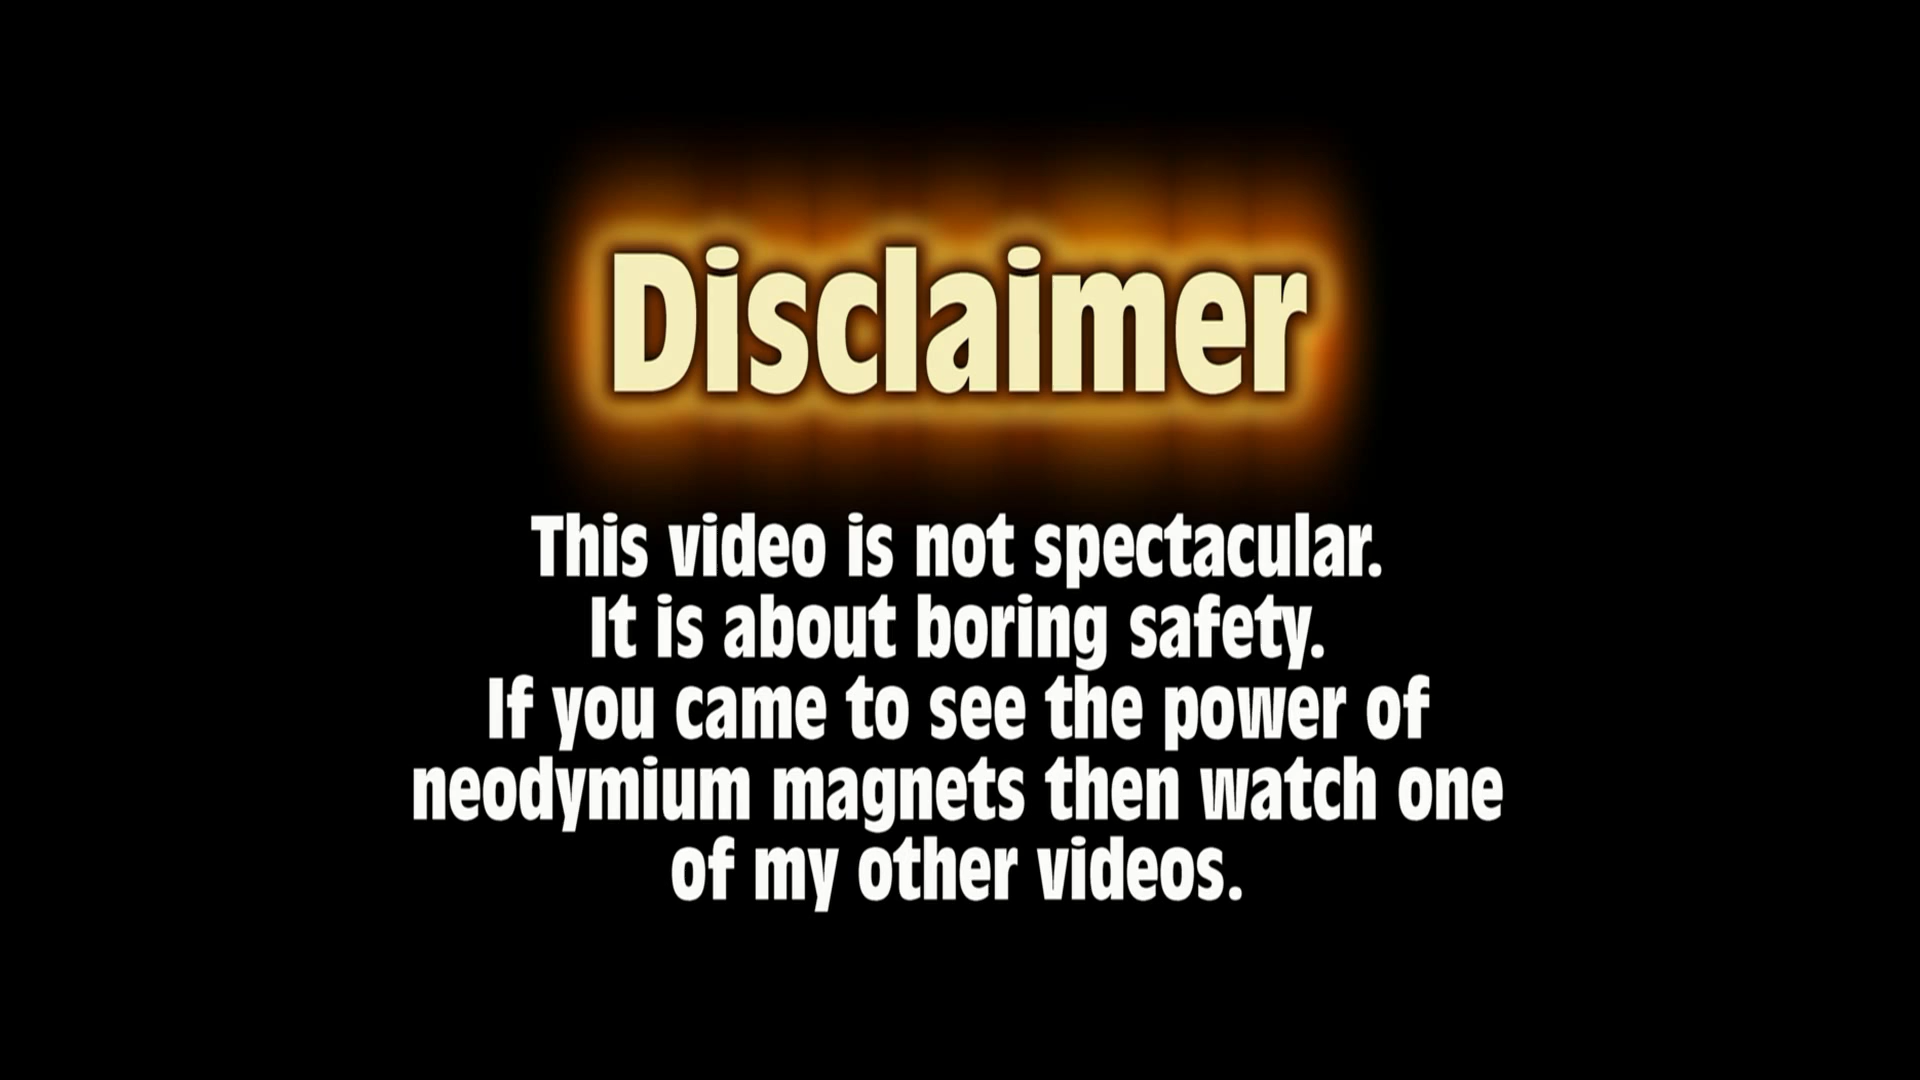 Disclaimer
This video is not spectacular.
It is about boring safety.
If you came to see the power of
neodymium magnets then watch one
of my other videos.